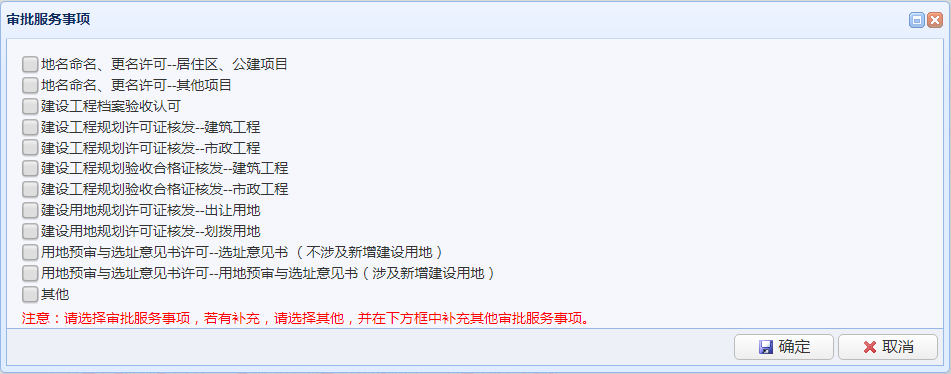 审批服务事项
地名命名、更名许可--居住区、公建项目
地名命名、更名许可--其他项目
建设工程档案验收认可
建设工程规划许可证核发--建筑工程
建设工程规划许可证核发--市政工程
建设工程规划验收合格证核发--建筑工程
建设工程规划验收合格证核发--市政工程
建设用地规划许可证核发--出让用地
建设用地规划许可证核发--划拨用地
用地预审与选址意见书许可--选址意见书（不涉及新增建设用地）
用地预审与选址意见书许可--用地预审与选址意见书（涉及新增建设用地）
其他
注意：请选择审批服务事项，若有补充，请选择其他，并在下方框中补充其他审批服务事项。
确定 取消